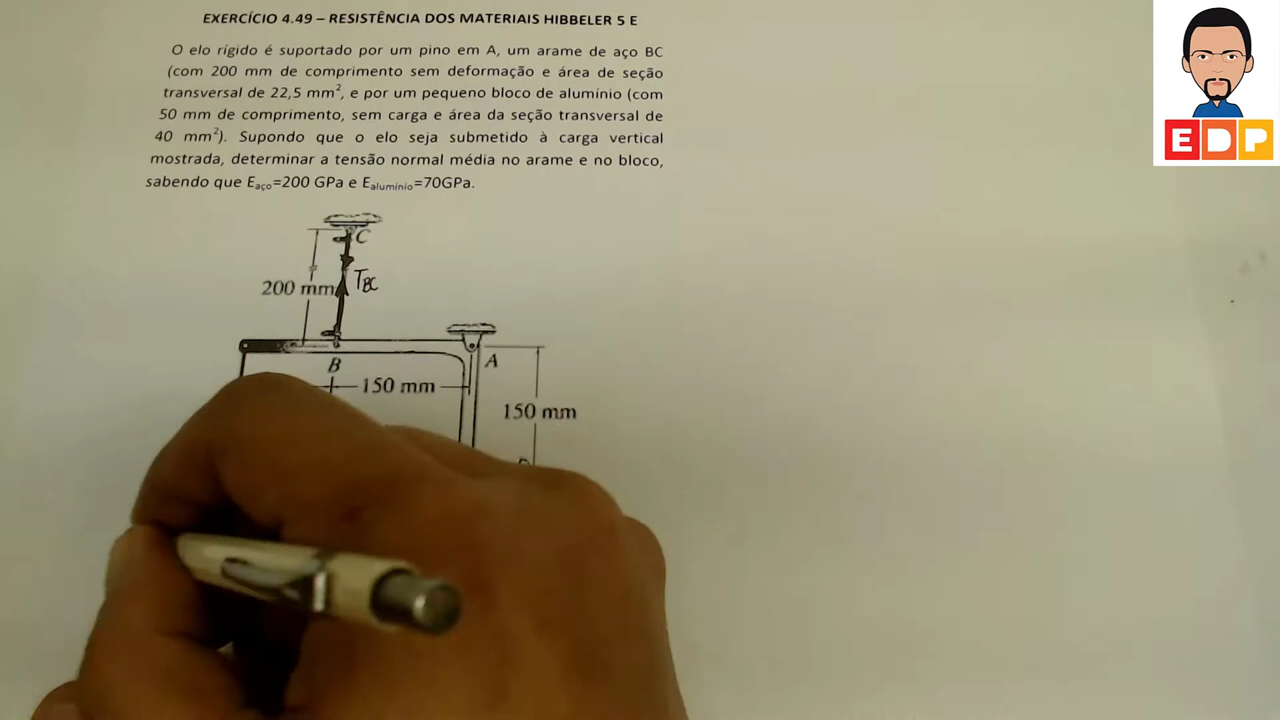 EXERCÍCIO 4.49 – RESISTÊNCIA DOS MATERIAIS HIBBELER 5 E
O elo rígido é suportado por um pino em A, um arame de aço BC
(com 200 mm de comprimento sem deformação e área de seção
transversal de 22,5 mm², e por um pequeno bloco de alumínio (com
50 mm de comprimento, sem carga e área da seção transversal de
40 mm²). Supondo que o elo seja submetido à carga vertical
mostrada, determinar a tensão normal média no arame e no bloco,
sabendo que Eaço=200 GPa e Ealumínio=70GPa.
C
200 mm
TBC
B
A
150 mm
150 mm
EDP